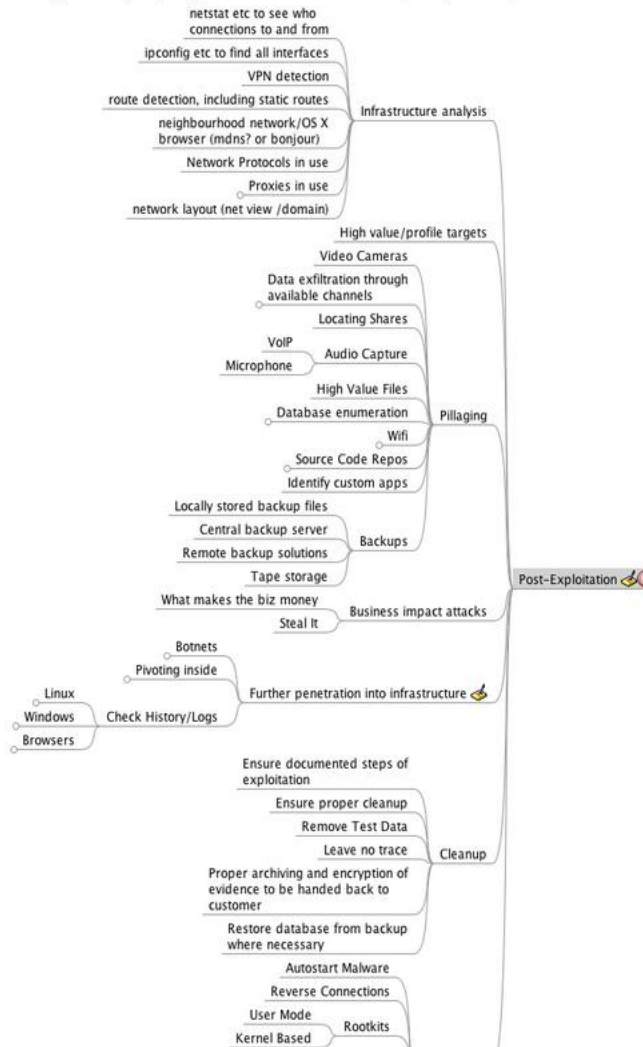 netstat etc to see who
connections to and from
ipconfig etc to find all interfaces
VPN detection
route detection, including static routes
neighbourhood network/OS X
browser (mdns? or bonjour)
Network Protocols in use
Proxies in use
network layout (net view /domain)
Infrastructure analysis
High value/profile targets
Video Cameras
Data exfiltration through
available channels
Locating Shares
VoIP
Microphone
Audio Capture
High Value Files
Database enumeration
Wifi
Source Code Repos
Identify custom apps
Locally stored backup files
Central backup server
Remote backup solutions
Tape storage
Backups
Pillaging
What makes the biz money
Steal It
Business impact attacks
Post-Exploitation
Botnets
Pivoting inside
Linux
Windows
Browsers
Check History/Logs
Further penetration into infrastructure
Ensure documented steps of
exploitation
Ensure proper cleanup
Remove Test Data
Leave no trace
Proper archiving and encryption of
evidence to be handed back to
customer
Restore database from backup
where necessary
Cleanup
Autostart Malware
Reverse Connections
User Mode
Kernel Based
Rootkits